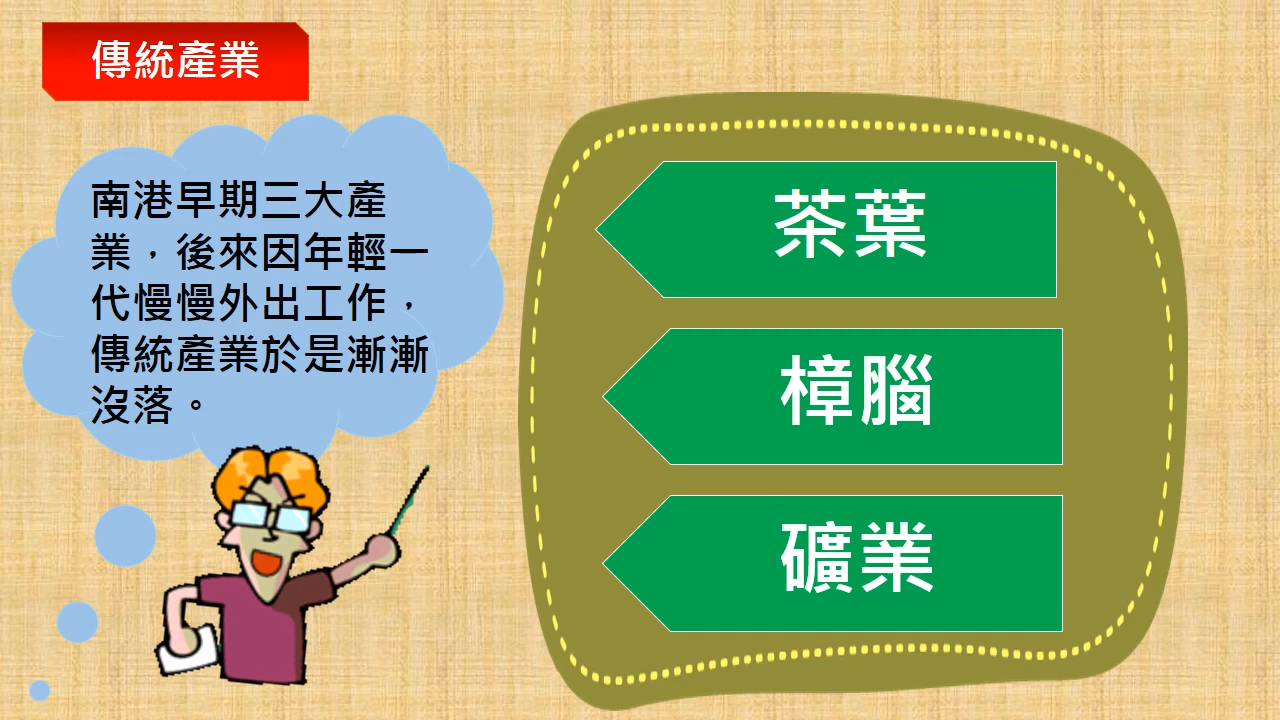 傳統產業
南港早期三大產
業，後來因年輕一
代慢慢外出工作，
傳統產業於是漸漸
沒落。
茶葉
樟腦
礦業